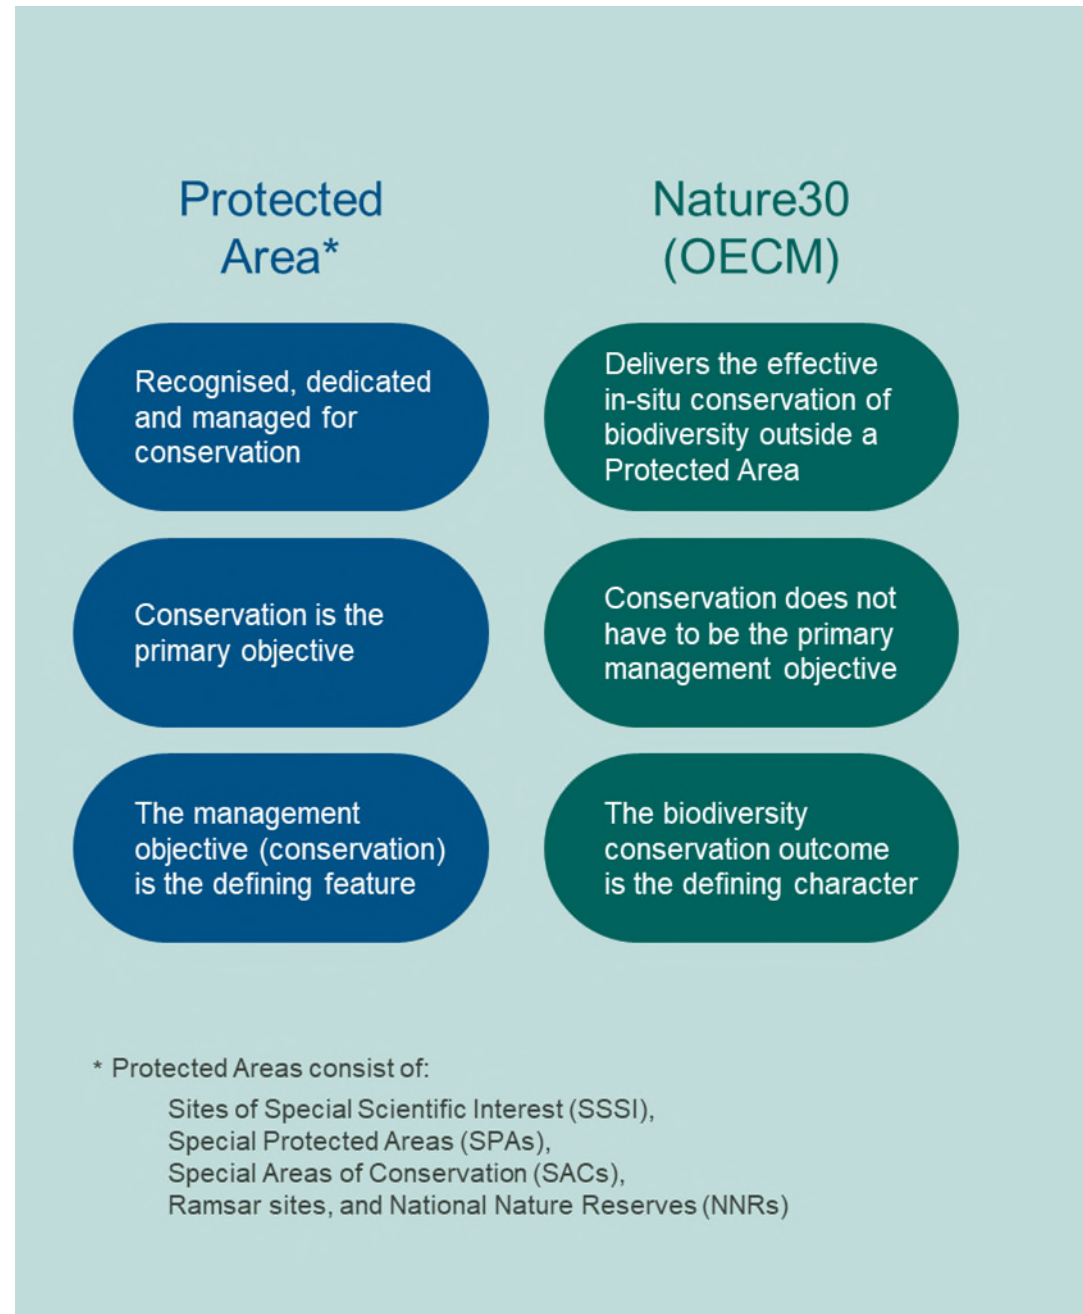 Protected
Area*
Recognised, dedicated
and managed for
conservation
Conservation is the
primary objective
The management
objective (conservation)
is the defining feature
Nature30
(OECM)
Delivers the effective
in-situ conservation of
biodiversity outside a
Protected Area
Conservation does not
have to be the primary
management objective
The biodiversity
conservation outcome
is the defining character
* Protected Areas consist of:
Sites of Special Scientific Interest (SSSI),
Special Protected Areas (SPAs),
Special Areas of Conservation (SACs),
Ramsar sites, and National Nature Reserves (NNRs)